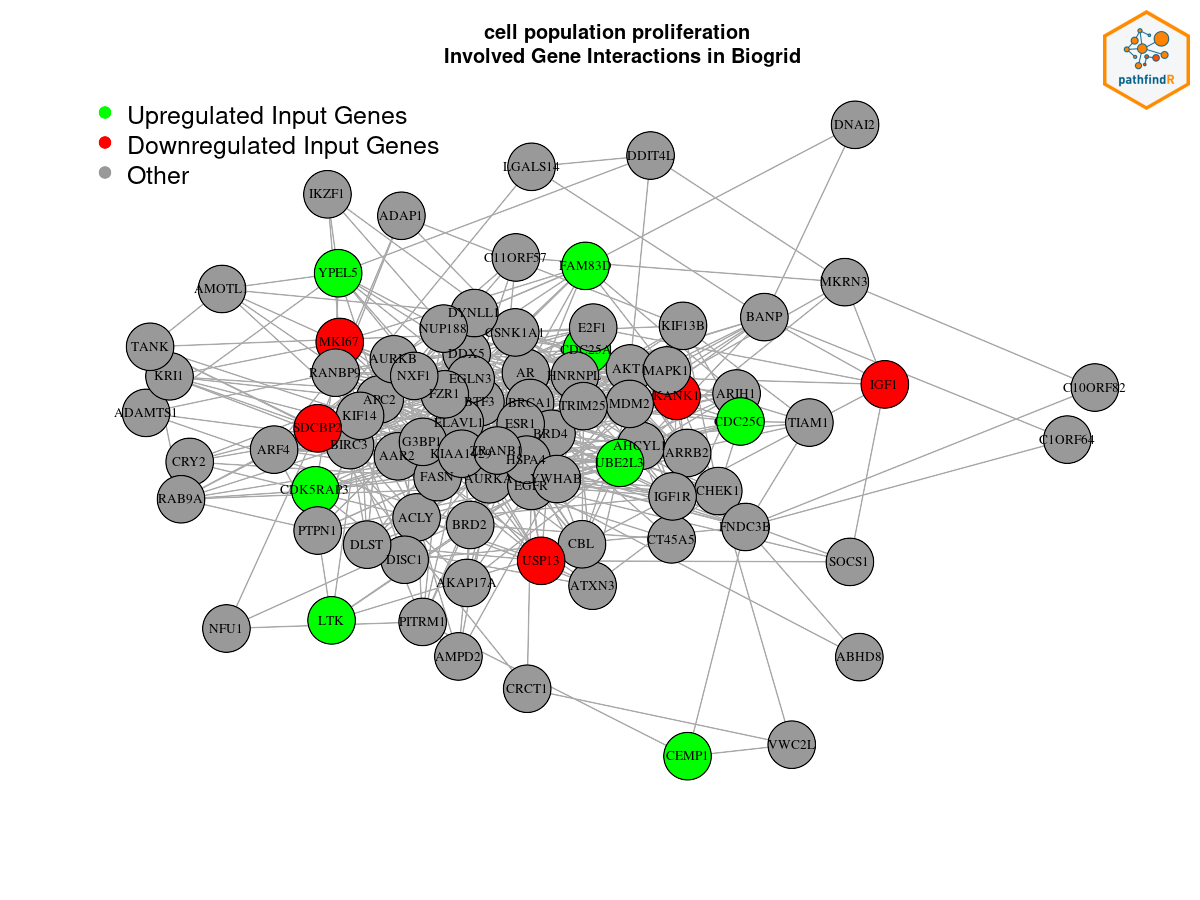 cell population proliferation
Involved Gene Interactions in Biogrid
pathfindR
Upregulated Input Genes
Downregulated Input Genes
Other
DNAI2
DDIT4L
LGALS14
IKZF1
ADAP1
C11ORF57
FAM83D
YPEL5
MKRN3
AMOTL
DYNLL1
BANP
NUP188
CSNK1A1
E2F1
KIF13B
MKI67
TANK
CDC25A
DDX5
AURKB
RANBP9
NXF1
EGLN3
AR
HNRNPL
AKT1
MAPK1
KRI1
IGF1
C10ORF82
APC2
FZR1
BTF3
BRCA1
TRIM25
MDM2
KANK1
ARIH1
ADAMTS1
KIF14
SDCBP2
ELAVL1
ESR1
BRD4
CDC25C
TIAM1
C1ORF64
ARF4
BIRC3
AAR2
G3BP1
KIAA1429
ZRANB1
HSPA4
AHCYL1
ARRB2
CRY2
UBE2L3
FASN
AURKA
EGFR
YWHAB
CDK5RAP3
RAB9A
IGF1R
CHEK1
ACLY
BRD2
PTPN1
FNDC3B
DLST
DISC1
CBL
CT45A5
USP13
SOCS1
AKAP17A
ATXN3
LTK
PITRM1
NFU1
AMPD2
ABHD8
CRCT1
VWC2L
CEMP1